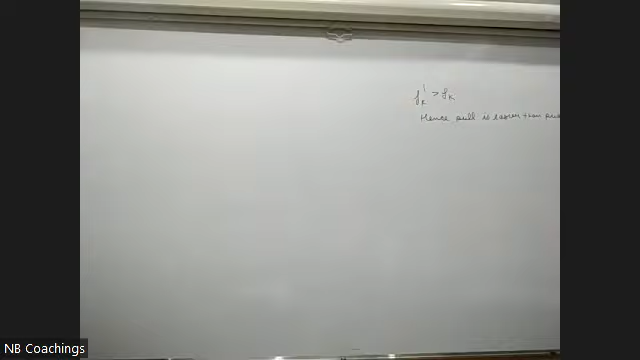 fₖ' > fₖ
Hence pull is easier than
NB Coachings